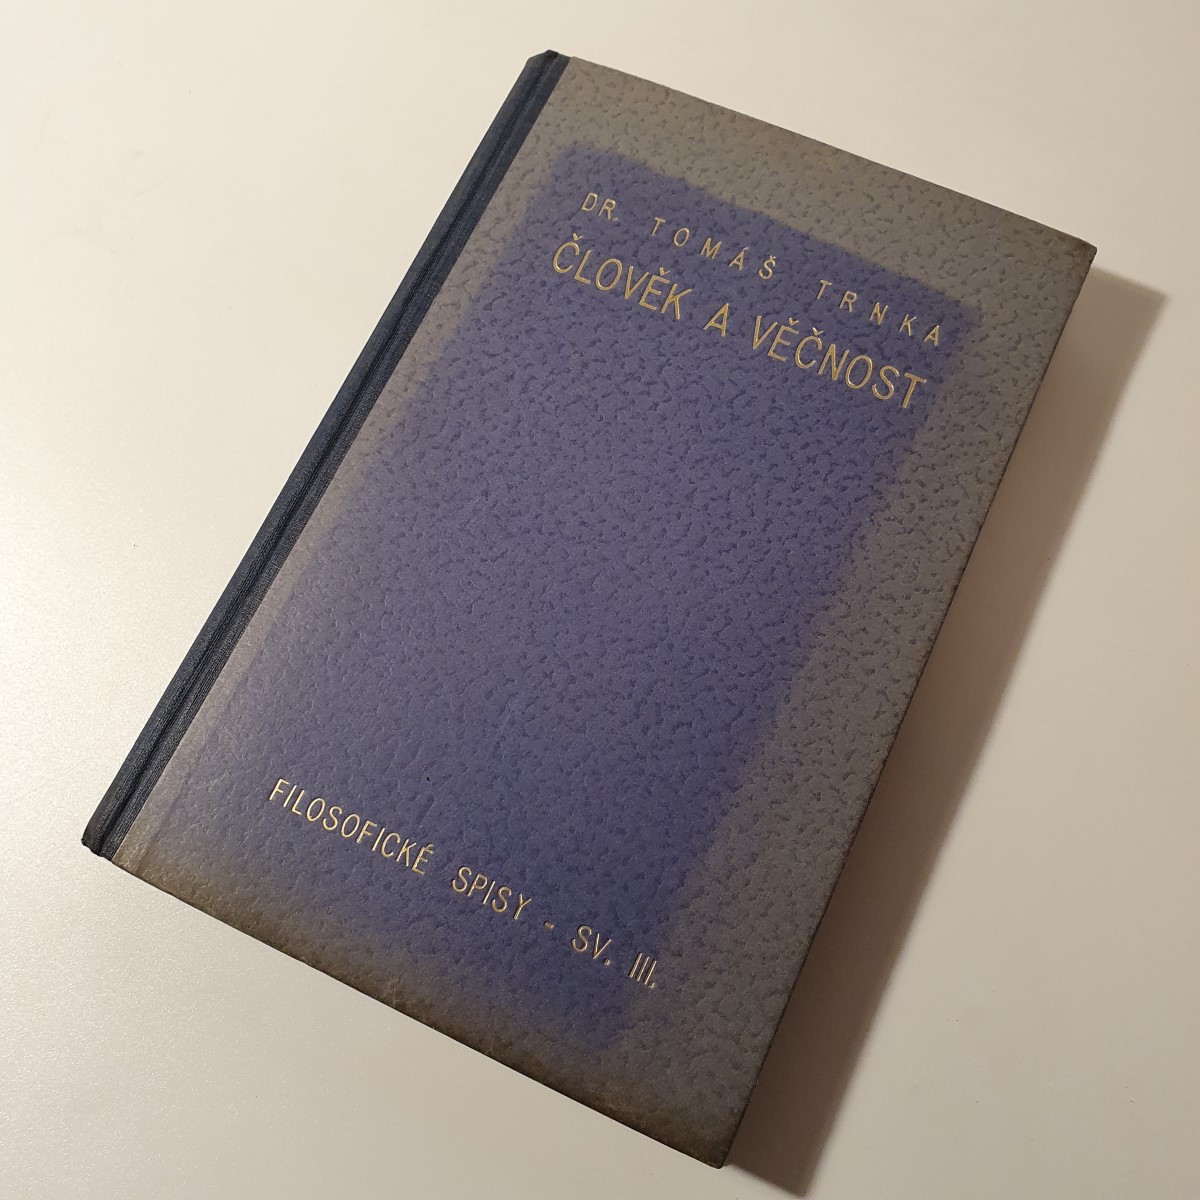 DR. TOMÁŠ TRNKA
ČLOVĚK A VĚČNOST
FILOSOFICKÉ SPISY - SV. III.